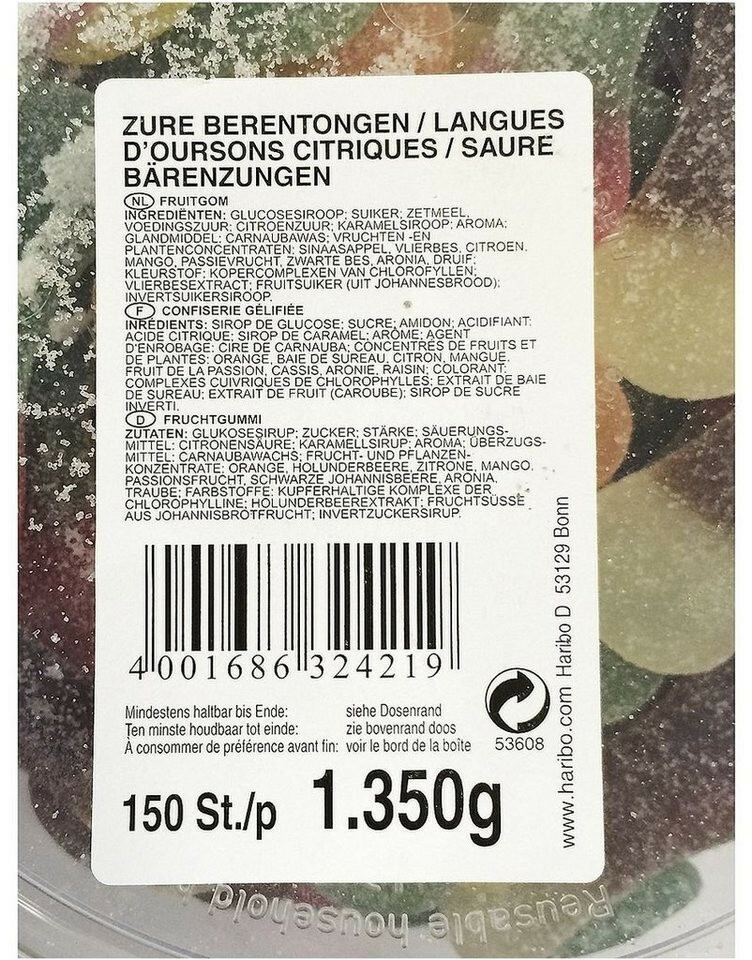 ZURE BERENTONGEN / LANGUES
D'OURSONS CITRIQUES / SAURE
BÄRENZUNGEN
NL FRUITGOM
INGREDIËNTEN: GLUCOSESIROOP; SUIKER; ZETMEEL,
VOEDINGSZUUR: CITROENZUUR; KARAMELSIROOP; AROMA;
GLANDMIDDEL: CARNAUBAWAS; VRUCHTEN -EN
PLANTENCONCENTRATEN: SINAASAPPEL, VLIERBES, CITROEN,
MANGO, PASSIEVRUCHT, ZWARTE BES, ARONIA, DRUIF;
KLEURSTOF: KOPERCOMPLEXEN VAN CHLOROFYLLEN;
VLIERBESEXTRACT; FRUITSUIKER (UIT JOHANNESBROOD);
INVERTSUIKERSIROOP.
F CONFISERIE GÉLIFIÉE
INRÉDIENTS: SIROP DE GLUCOSE; SUCRE; AMIDON; ACIDIFIANT:
ACIDE CITRIQUE; SIROP DE CARAMEL; ARÔME; AGENT
D'ENROBAGE: CIRE DE CARNAUBA; CONCENTRÉS DE FRUITS ET
DE PLANTES: ORANGE, BAIE DE SUREAU, CITRON, MANGUE,
FRUIT DE LA PASSION, CASSIS, ARONIE, RAISIN; COLORANT:
COMPLEXES CUIVRIQUES DE CHLOROPHYLLES; EXTRAIT DE BAIE
DE SUREAU; EXTRAIT DE FRUIT (CAROUBE); SIROP DE SUCRE
INVERTI.
D FRUCHTGUMMI
ZUTATEN: GLUKOSESIRUP; ZUCKER; STÄRKE; SÄUERUNGS-
MITTEL: CITRONENSÄURE; KARAMELLSIRUP; AROMA; ÜBERZUGS-
MITTEL: CARNAUBAWACHS; FRUCHT- UND PFLANZEN-
KONZENTRATE: ORANGE, HOLUNDERBEERE, ZITRONE, MANGO,
PASSIONSFRUCHT, SCHWARZE JOHANNISBEERE, ARONIA,
TRAUBE; FARBSTOFFE: KUPFERHALTIGE KOMPLEXE DER
CHLOROPHYLLINE; HOLUNDERBEEREXTRAKT; FRUCHTSÜSSE
AUS JOHANNISBROTFRUCHT; INVERTZUCKERSIRUP.
4 001686 324219
Mindestens haltbar bis Ende: siehe Dosenrand
Ten minste houdbaar tot einde: zie bovenrand doos
À consommer de préférence avant fin: voir le bord de la boîte
53608
150 St./p 1.350g
www.haribo.com Haribo D 53129 Bonn
Reusable household